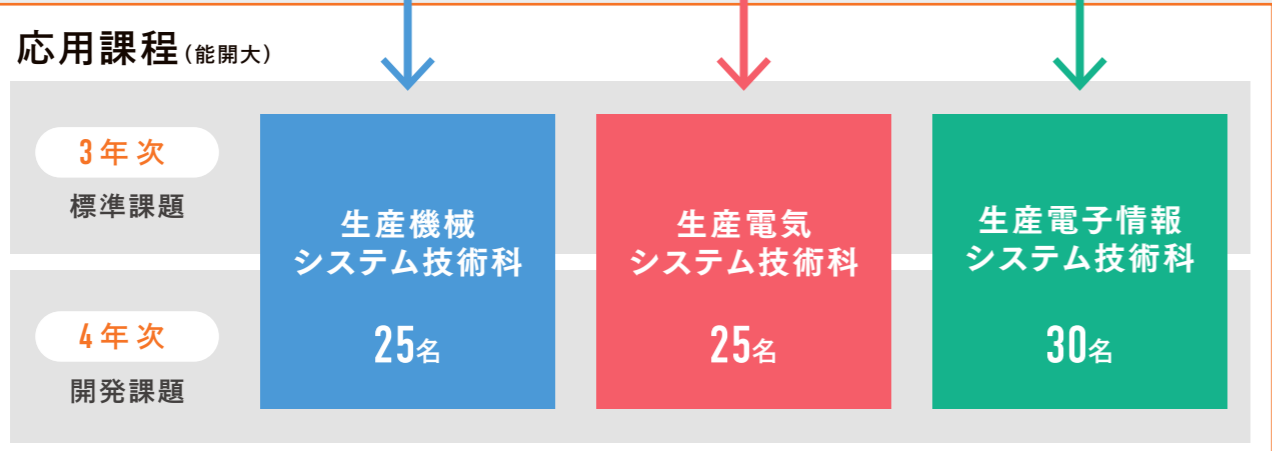 応用課程(能開大)
3年次
標準課題
生産機械
システム技術科
25名
生産電気
システム技術科
25名
生産電子情報
システム技術科
30名
4年次
開発課題